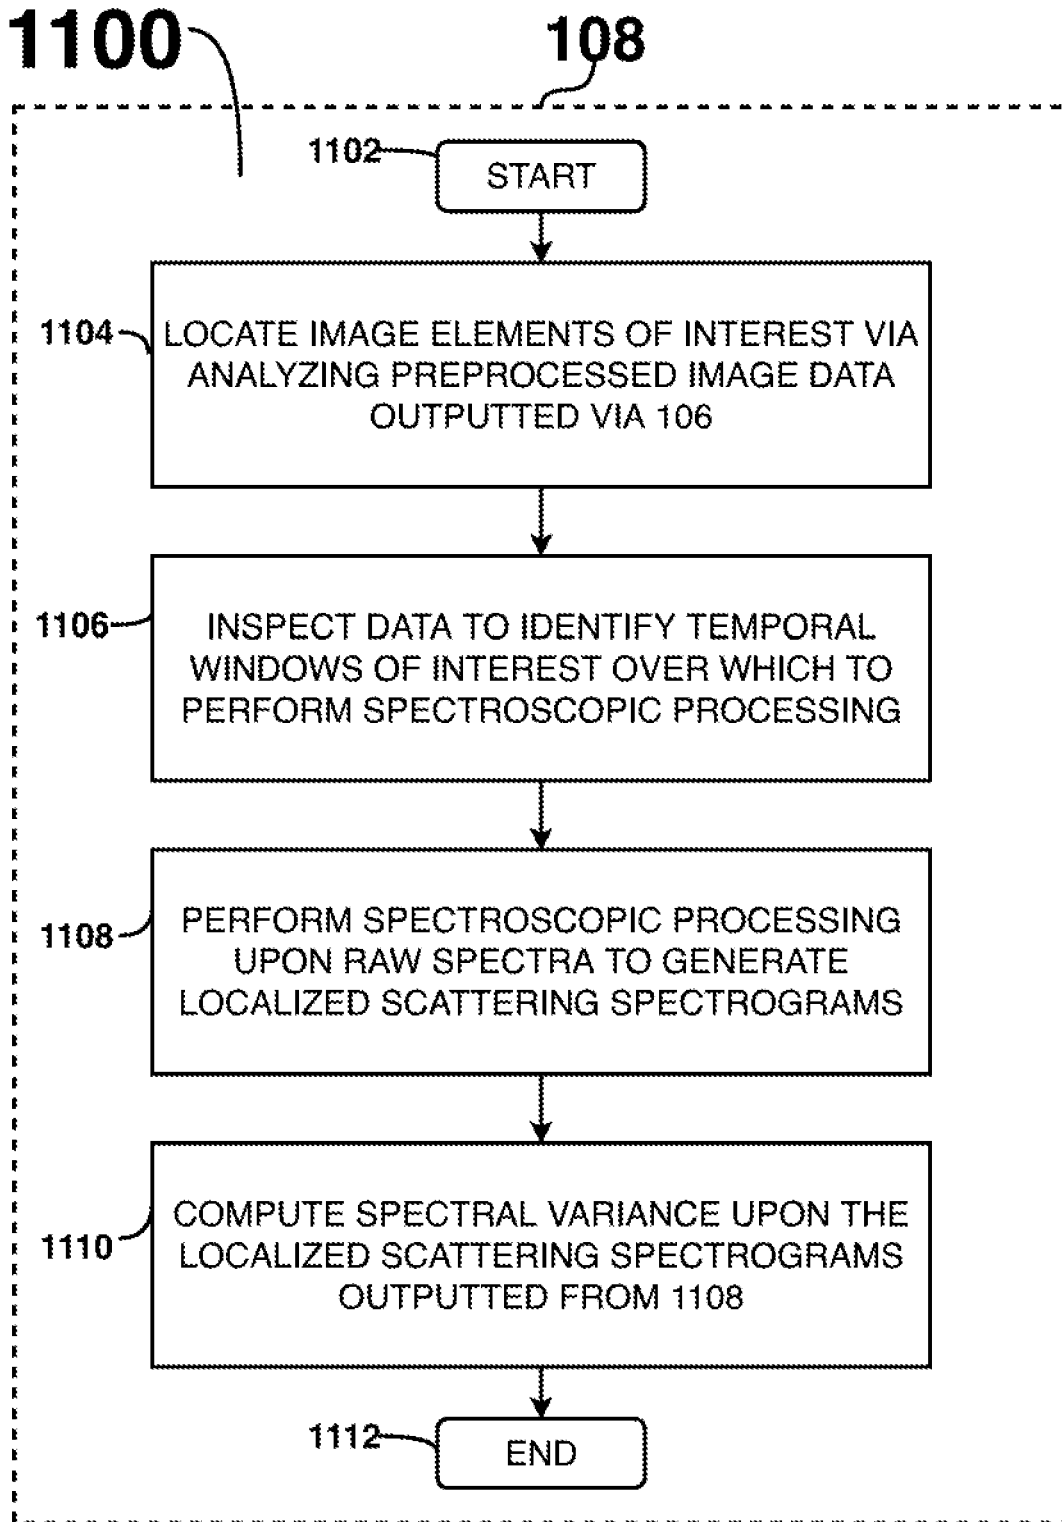 1100
108
1102
START
1104
LOCATE IMAGE ELEMENTS OF INTEREST VIA
ANALYZING PREPROCESSED IMAGE DATA
OUTPUTTED VIA 106
1106
INSPECT DATA TO IDENTIFY TEMPORAL
WINDOWS OF INTEREST OVER WHICH TO
PERFORM SPECTROSCOPIC PROCESSING
1108
PERFORM SPECTROSCOPIC PROCESSING
UPON RAW SPECTRA TO GENERATE
LOCALIZED SCATTERING SPECTROGRAMS
1110
COMPUTE SPECTRAL VARIANCE UPON THE
LOCALIZED SCATTERING SPECTROGRAMS
OUTPUTTED FROM 1108
1112
END